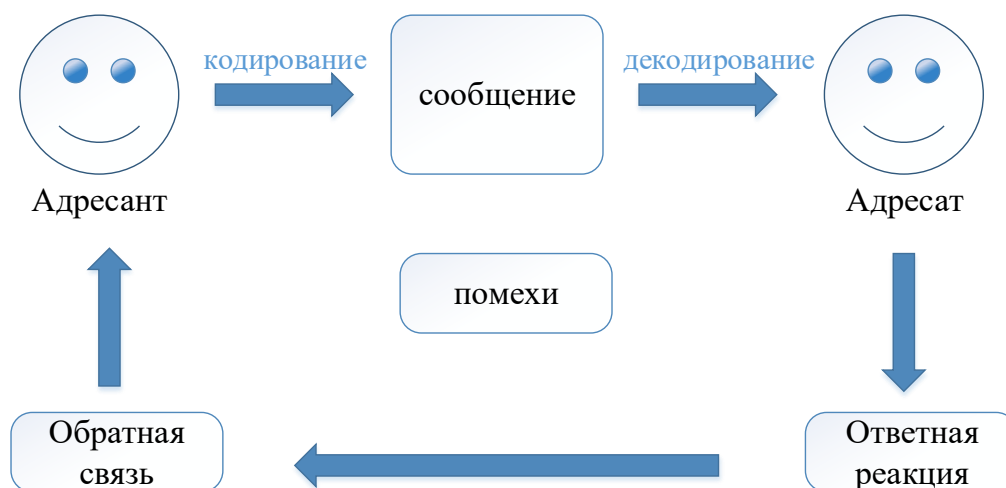 кодирование
сообщение
декодирование
Адресант
Адресат
помехи
Обратная
связь
Ответная
реакция